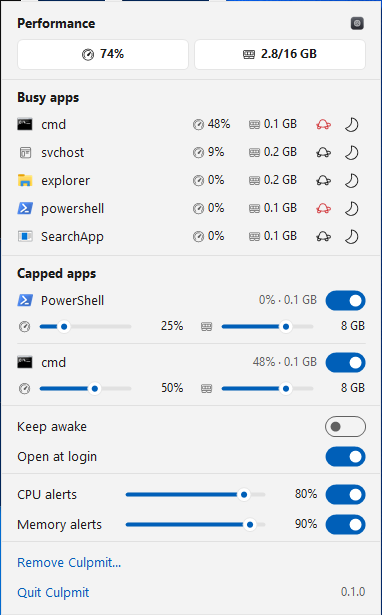 Performance
74% 2.8/16 GB
Busy apps
cmd 48% 0.1 GB
svchost 9% 0.2 GB
explorer 0% 0.2 GB
powershell 0% 0.1 GB
SearchApp 0% 0.1 GB
Capped apps
PowerShell 0% · 0.1 GB
25% 8 GB
cmd 48% · 0.1 GB
50% 8 GB
Keep awake
Open at login
CPU alerts 80%
Memory alerts 90%
Remove Culpmit...
Quit Culpmit 0.1.0